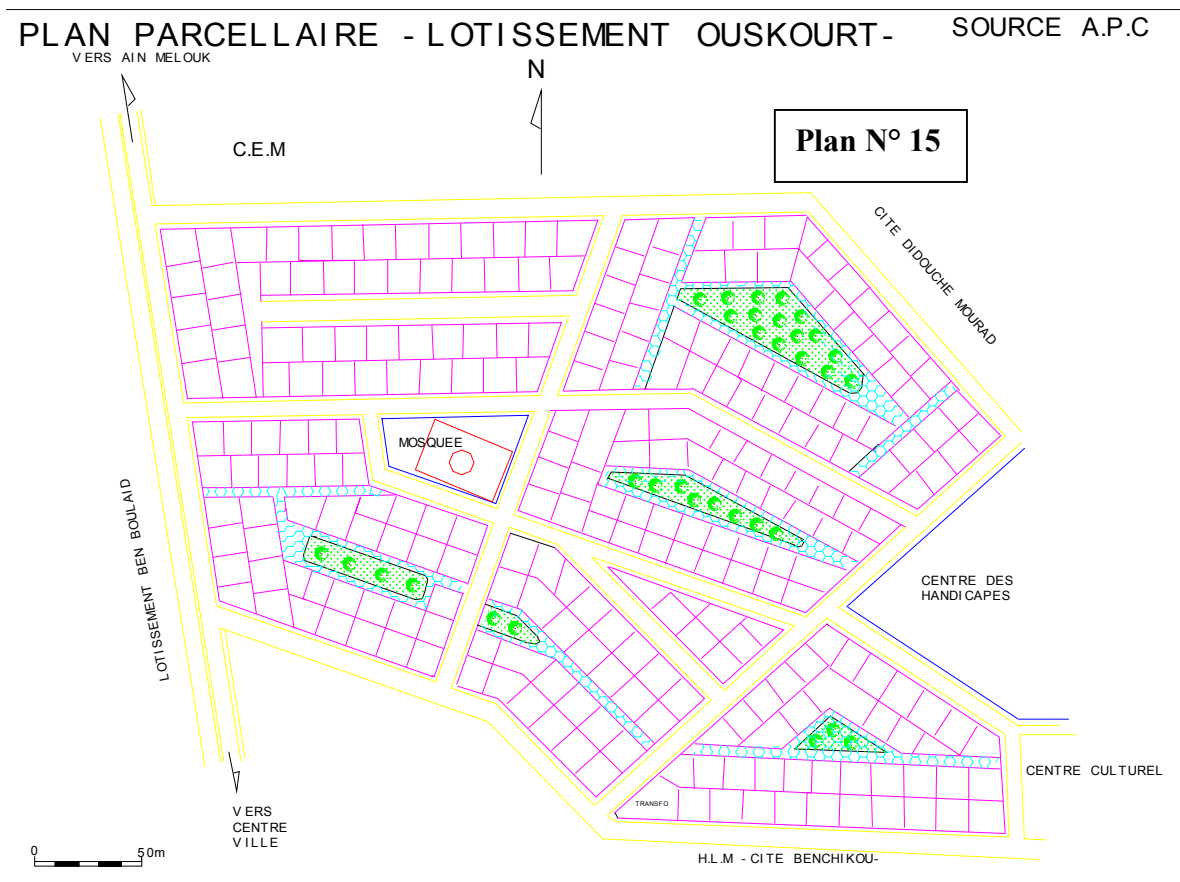 PLAN PARCELLAIRE - LOTISSEMENT OUSKOURT-
SOURCE A.P.C
VERS AIN MELOUK
N
C.E.M
Plan N° 15
CITE DIDOUCHE MOURAD
MOSQUEE
LOTISSEMENT BEN BOULAID
CENTRE DES
HANDICAPES
CENTRE CULTUREL
TRANSFO
VERS
CENTRE
VILLE
0 50m
H.L.M - CITE BENCHIKOU-